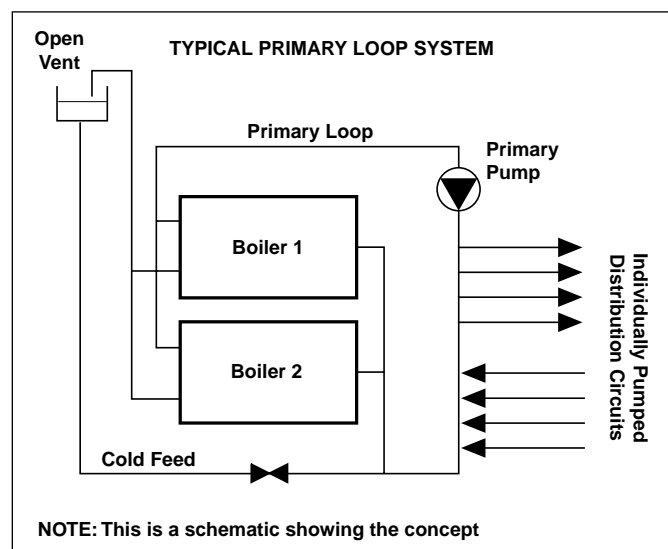 Open
Vent
TYPICAL PRIMARY LOOP SYSTEM
Primary Loop
Primary
Pump
Boiler 1
Boiler 2
Individually Pumped
Distribution Circuits
Cold Feed
NOTE: This is a schematic showing the concept